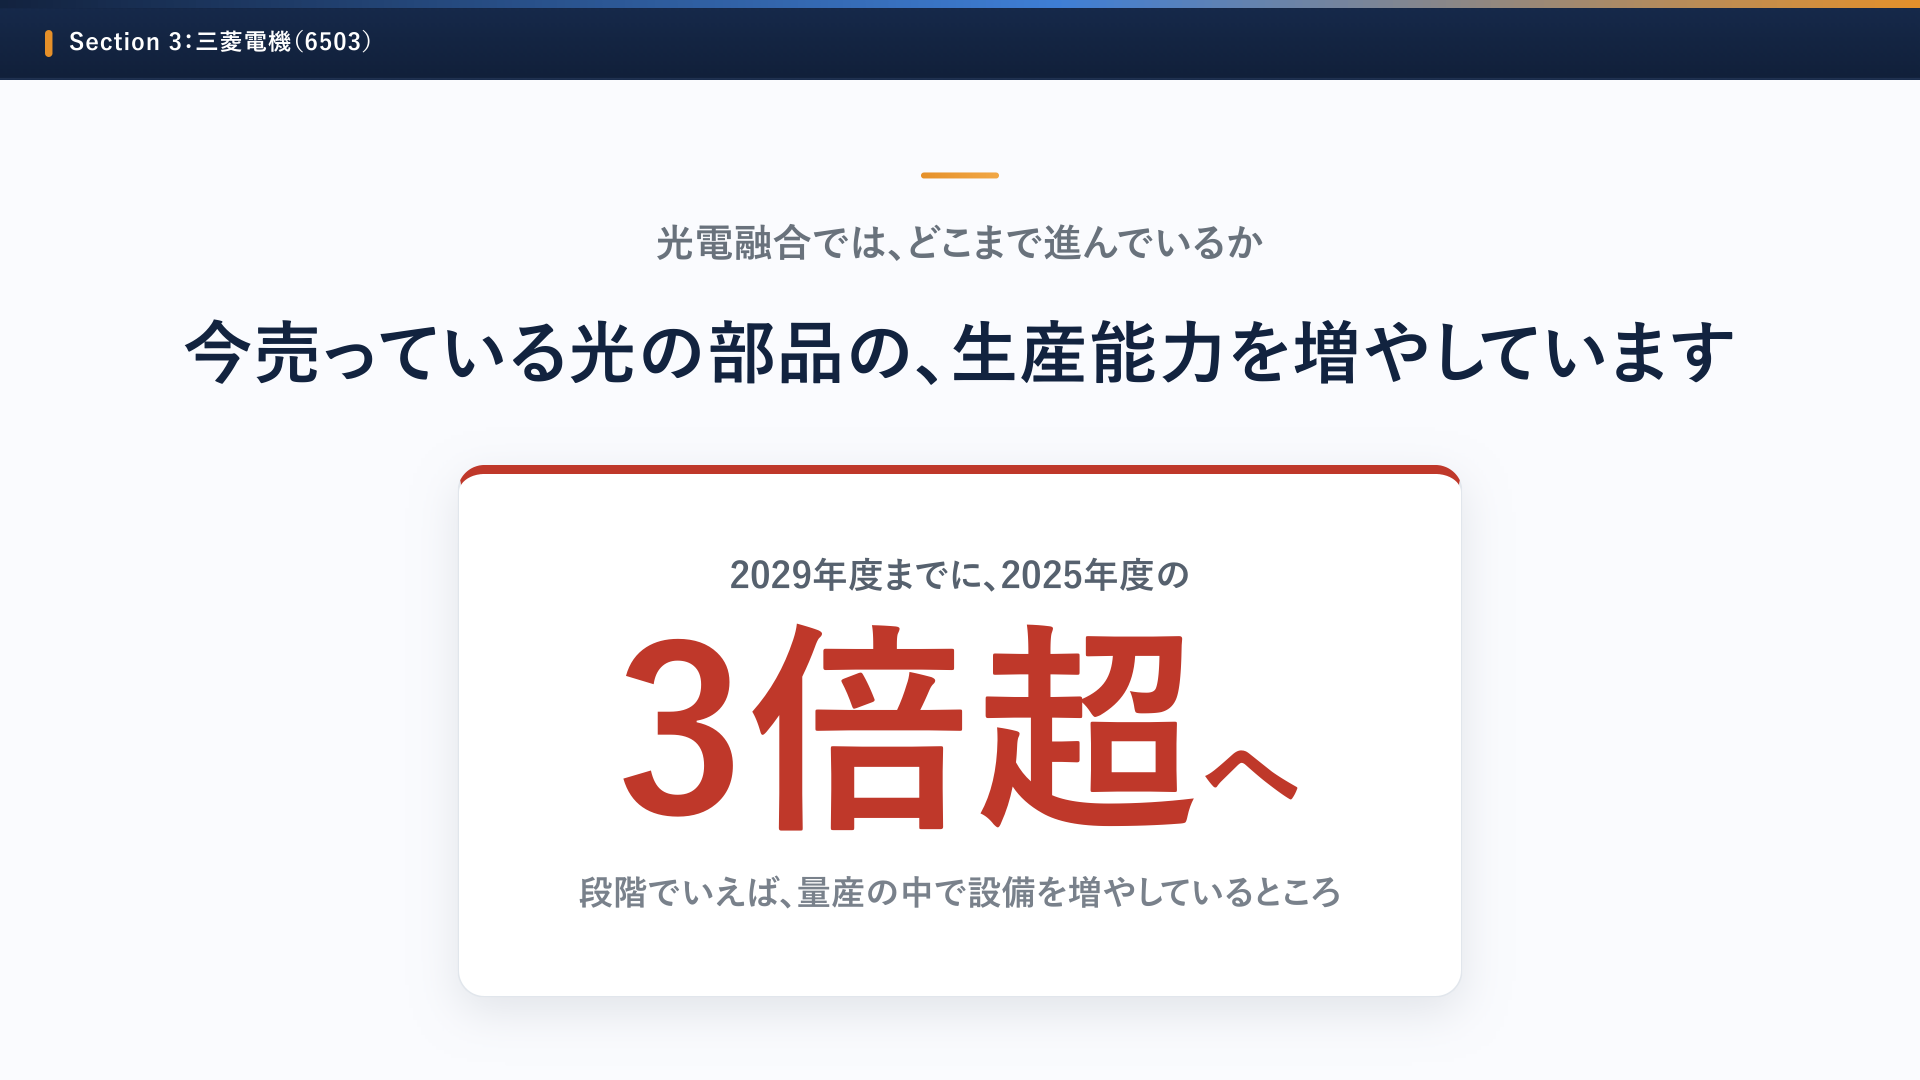 Section 3：三菱電機（6503）
光電融合では、どこまで進んでいるか
今売っている光の部品の、生産能力を増やしています
2029年度までに、2025年度の
3倍超へ
段階でいえば、量産の中で設備を増やしているところ